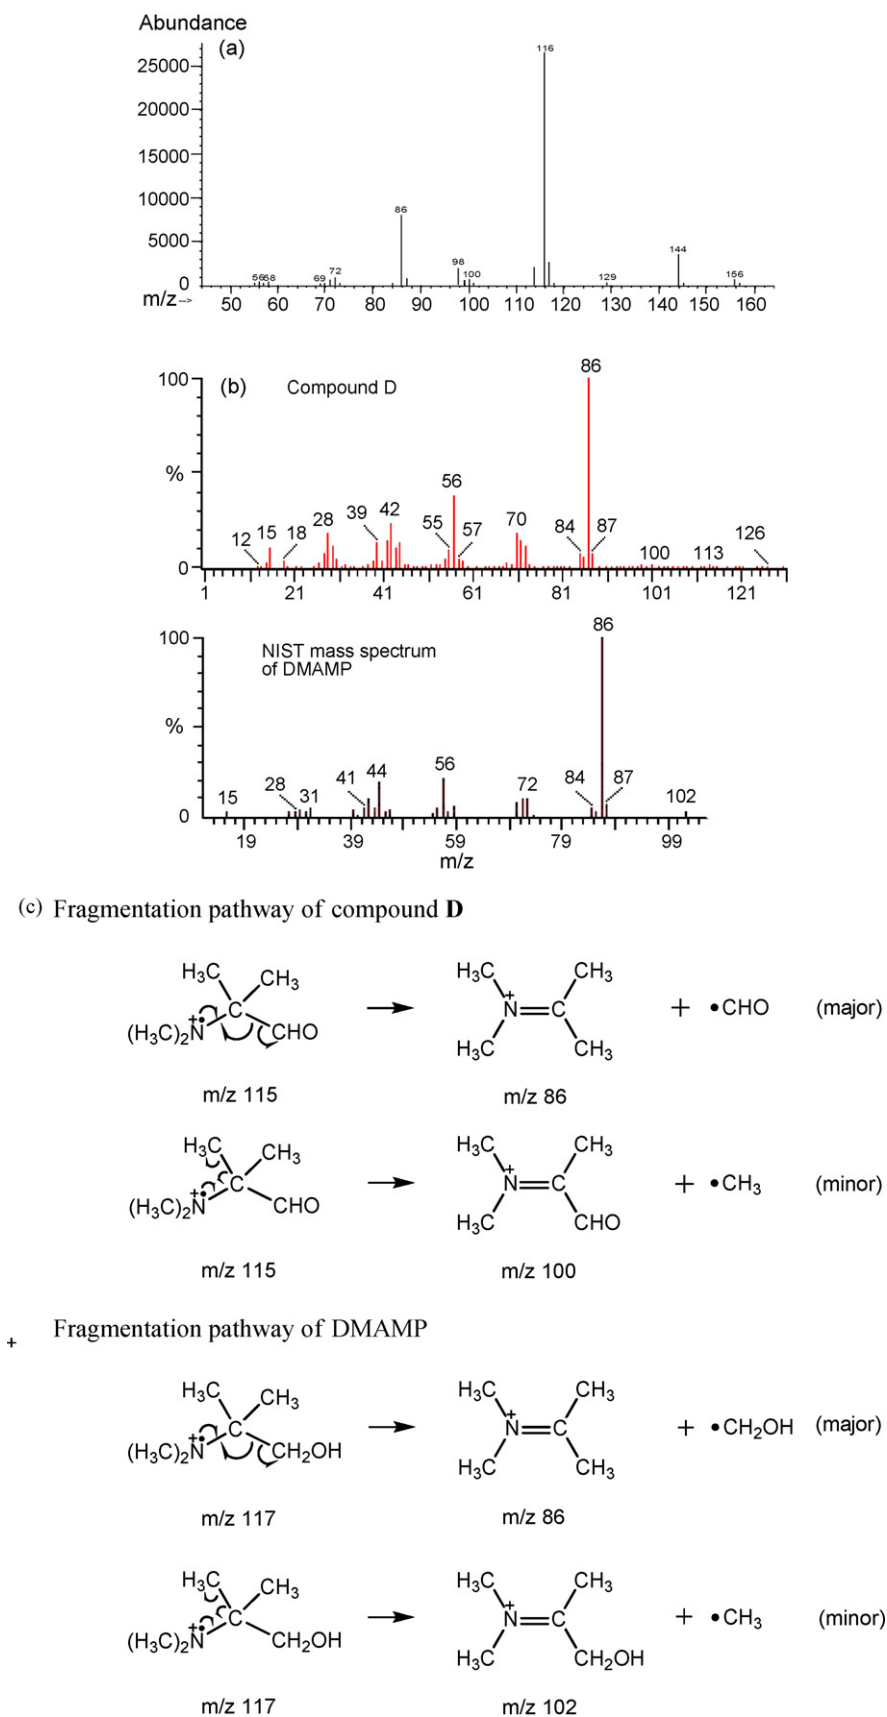 Abundance
(a)
25000
20000
15000
10000
5000
0
116
86
144
98
100
72
56 58
69
129
156
m/z-->
50 60 70 80 90 100 110 120 130 140 150 160
100
(b)
Compound D
86
%
56
12 15 18 28 39 42 55 57 70 84 87 100 113 126
0
1 21 41 61 81 101 121
100
NIST mass spectrum
of DMAMP
86
%
15 28 31 41 44 56 72 84 87 102
0
19 39 59 79 99
m/z
(c) Fragmentation pathway of compound D
H3C CH3 H3C CH3
+• C + N C + •CHO (major)
(H3C)2N CHO
H3C CH3
m/z 115 m/z 86
H3C CH3 H3C CH3
+• C + N C + •CH3 (minor)
(H3C)2N CHO
H3C CHO
m/z 115 m/z 100
+ Fragmentation pathway of DMAMP
H3C CH3 H3C CH3
+• C + N C + •CH2OH (major)
(H3C)2N CH2OH
H3C CH3
m/z 117 m/z 86
H3C CH3 H3C CH3
+• C + N C + •CH3 (minor)
(H3C)2N CH2OH
H3C CH2OH
m/z 117 m/z 102